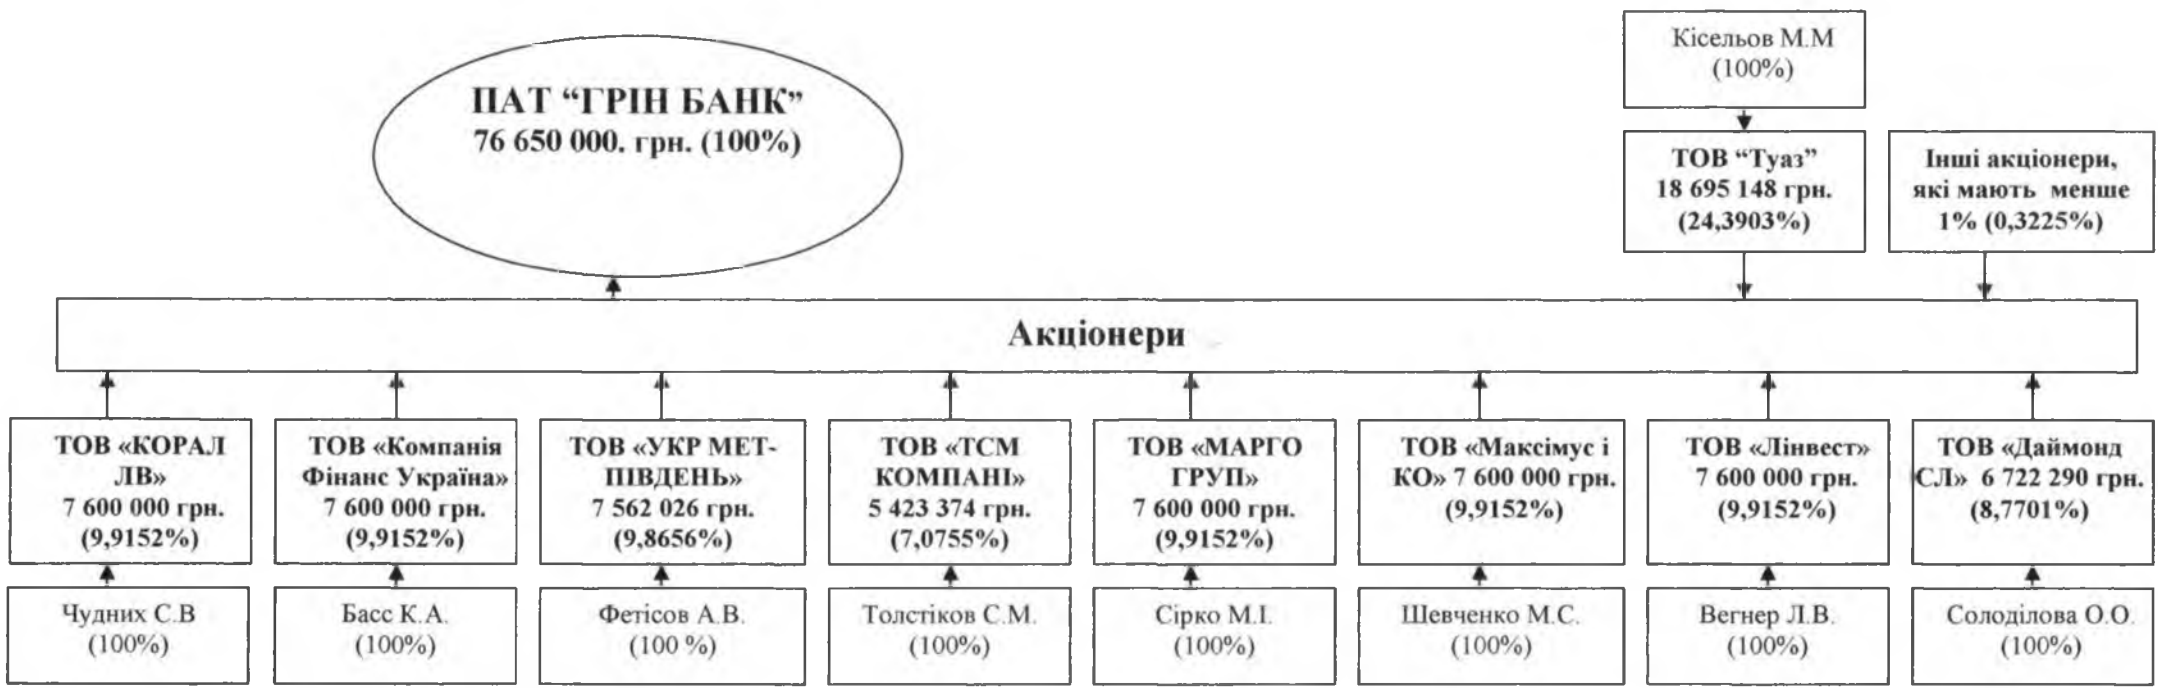 Кісельов М.М
(100%)
ПАТ “ГРІН БАНК”
76 650 000. грн. (100%)
ТОВ “Туаз”
18 695 148 грн.
(24,3903%)
Інші акціонери,
які мають менше
1% (0,3225%)
Акціонери
ТОВ «КОРАЛ
ЛВ»
7 600 000 грн.
(9,9152%)
ТОВ «Компанія
Фінанс Україна»
7 600 000 грн.
(9,9152%)
ТОВ «УКР МЕТ-
ПІВДЕНЬ»
7 562 026 грн.
(9,8656%)
ТОВ «ТСМ
КОМПАНІ»
5 423 374 грн.
(7,0755%)
ТОВ «МАРГО
ГРУП»
7 600 000 грн.
(9,9152%)
ТОВ «Максімус і
КО» 7 600 000 грн.
(9,9152%)
ТОВ «Лінвест»
7 600 000 грн.
(9,9152%)
ТОВ «Даймонд
СЛ» 6 722 290 грн.
(8,7701%)
Чудних С.В
(100%)
Басс К.А.
(100%)
Фетісов А.В.
(100 %)
Толстіков С.М.
(100%)
Сірко М.І.
(100%)
Шевченко М.С.
(100%)
Вегнер Л.В.
(100%)
Солоділова О.О.
(100%)